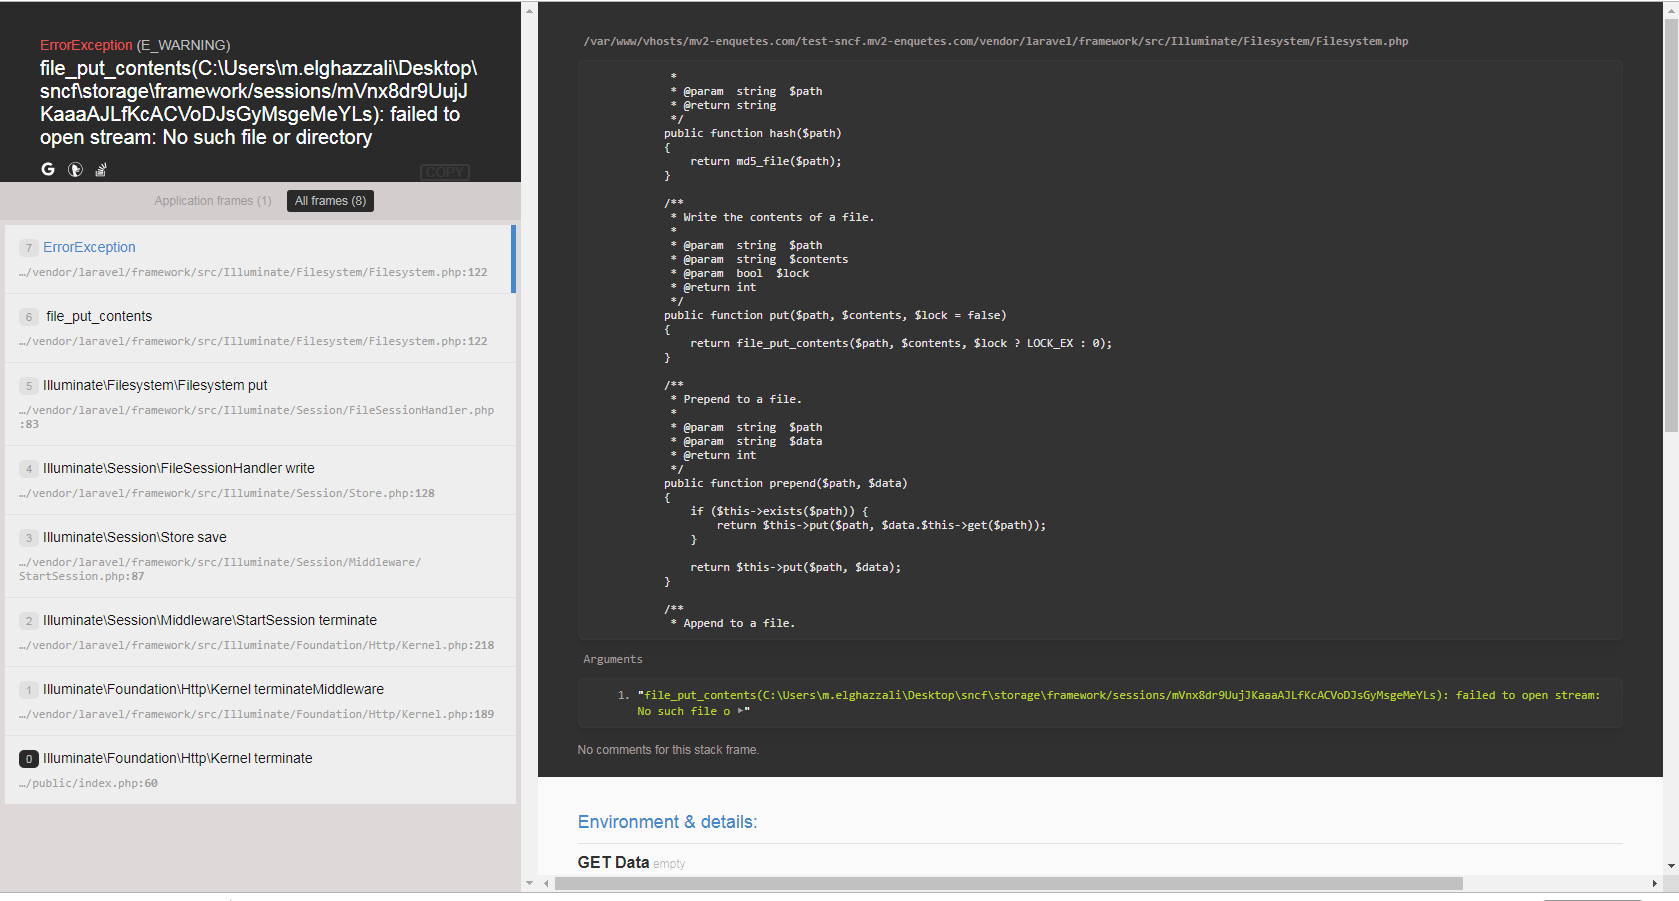 ErrorException (E_WARNING)
file_put_contents(C:\Users\m.elghazzali\Desktop\
sncf\storage\framework/sessions/mVnx8dr9UujJ
KaaaAJLfKcACVoDJsGyMsgeMeYLs): failed to
open stream: No such file or directory
COPY
Application frames (1)
All frames (8)
7 ErrorException
…/vendor/laravel/framework/src/Illuminate/Filesystem/Filesystem.php:122
6 file_put_contents
…/vendor/laravel/framework/src/Illuminate/Filesystem/Filesystem.php:122
5 Illuminate\Filesystem\Filesystem put
…/vendor/laravel/framework/src/Illuminate/Session/FileSessionHandler.php
:83
4 Illuminate\Session\FileSessionHandler write
…/vendor/laravel/framework/src/Illuminate/Session/Store.php:128
3 Illuminate\Session\Store save
…/vendor/laravel/framework/src/Illuminate/Session/Middleware/
StartSession.php:87
2 Illuminate\Session\Middleware\StartSession terminate
…/vendor/laravel/framework/src/Illuminate/Foundation/Http/Kernel.php:218
1 Illuminate\Foundation\Http\Kernel terminateMiddleware
…/vendor/laravel/framework/src/Illuminate/Foundation/Http/Kernel.php:189
0 Illuminate\Foundation\Http\Kernel terminate
…/public/index.php:60
/var/www/vhosts/mv2-enquetes.com/test-sncf.mv2-enquetes.com/vendor/laravel/framework/src/Illuminate/Filesystem/Filesystem.php
*
* @param  string  $path
* @return string
*/
public function hash($path)
{
return md5_file($path);
}
/**
* Write the contents of a file.
*
* @param  string  $path
* @param  string  $contents
* @param  bool  $lock
* @return int
*/
public function put($path, $contents, $lock = false)
{
return file_put_contents($path, $contents, $lock ? LOCK_EX : 0);
}
/**
* Prepend to a file.
*
* @param  string  $path
* @param  string  $data
* @return int
*/
public function prepend($path, $data)
{
if ($this->exists($path)) {
return $this->put($path, $data.$this->get($path));
}
return $this->put($path, $data);
}
/**
* Append to a file.
Arguments
1. "file_put_contents(C:\Users\m.elghazzali\Desktop\sncf\storage\framework/sessions/mVnx8dr9UujJKaaaAJLfKcACVoDJsGyMsgeMeYLs): failed to open stream:
No such file o ▶"
No comments for this stack frame.
Environment & details:
GET Data empty